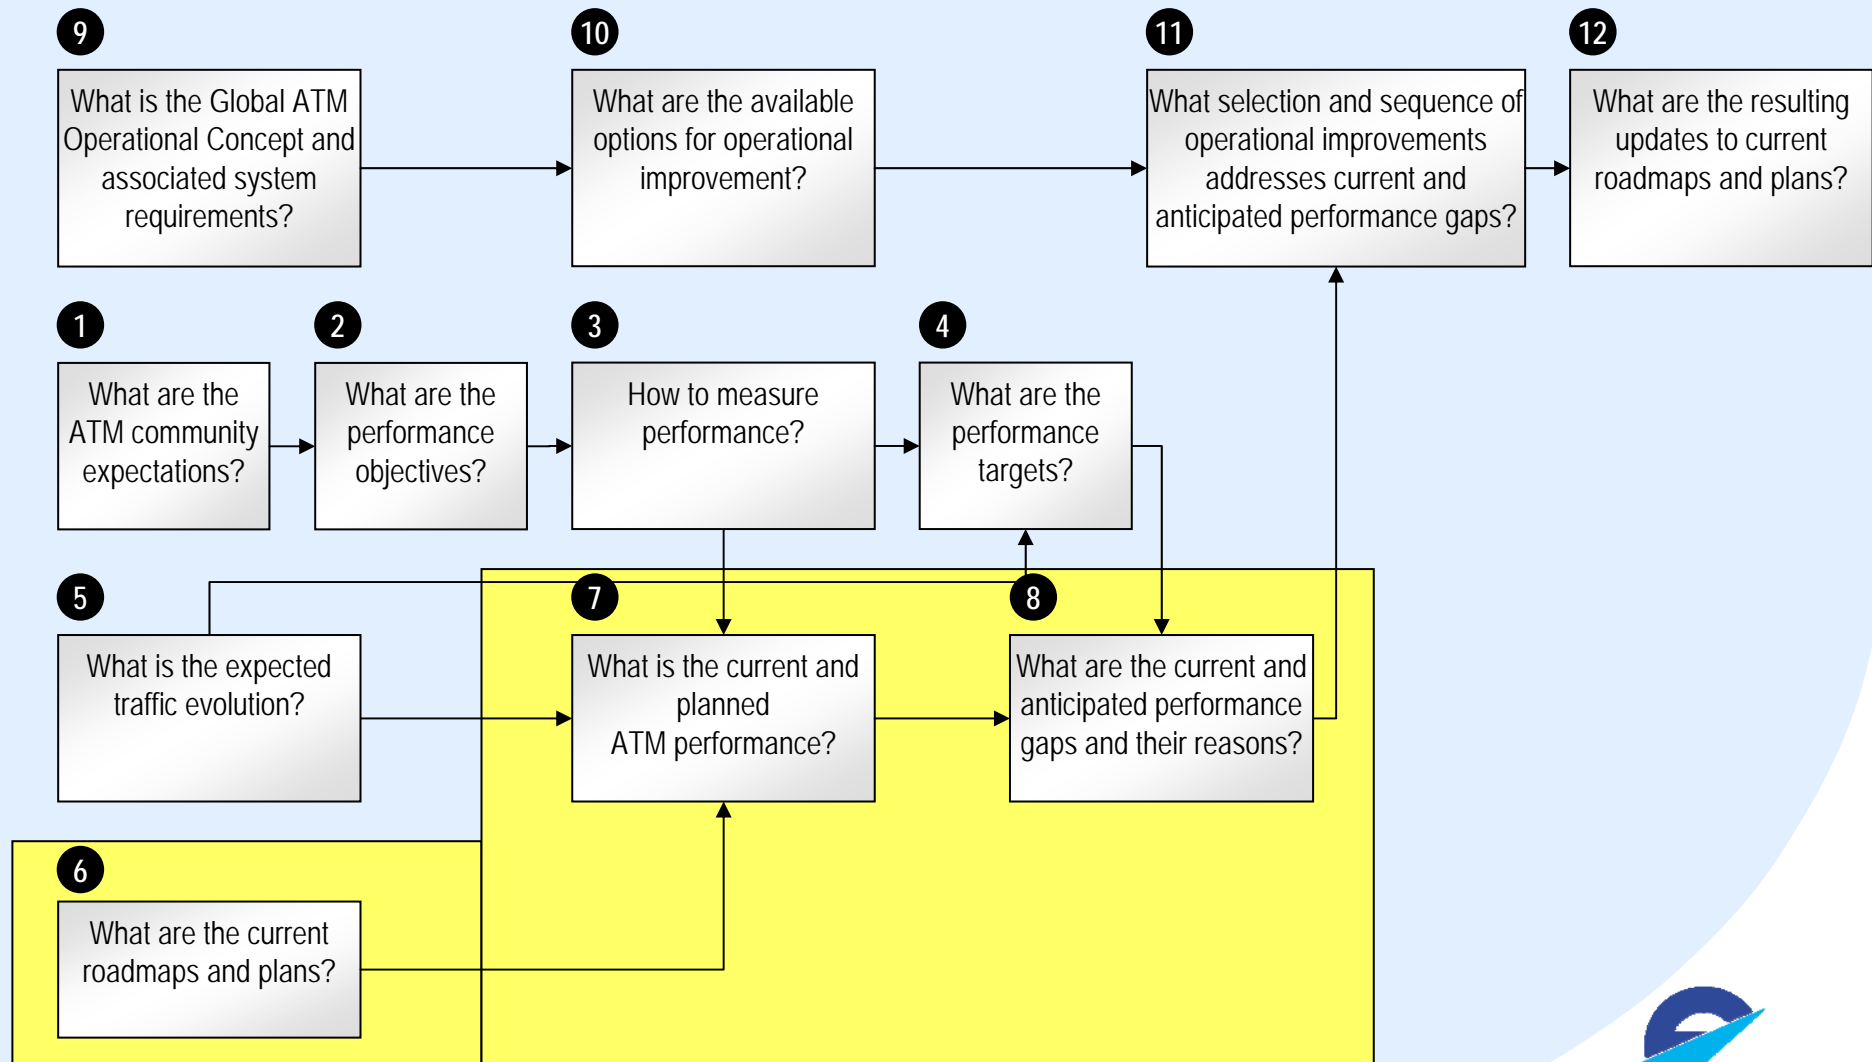 9
What is the Global ATM
Operational Concept and
associated system
requirements?
10
What are the available
options for operational
improvement?
11
What selection and sequence of
operational improvements
addresses current and
anticipated performance gaps?
12
What are the resulting
updates to current
roadmaps and plans?
1
What are the
ATM community
expectations?
2
What are the
performance
objectives?
3
How to measure
performance?
4
What are the
performance
targets?
5
What is the expected
traffic evolution?
7
What is the current and
planned
ATM performance?
8
What are the current and
anticipated performance
gaps and their reasons?
6
What are the current
roadmaps and plans?